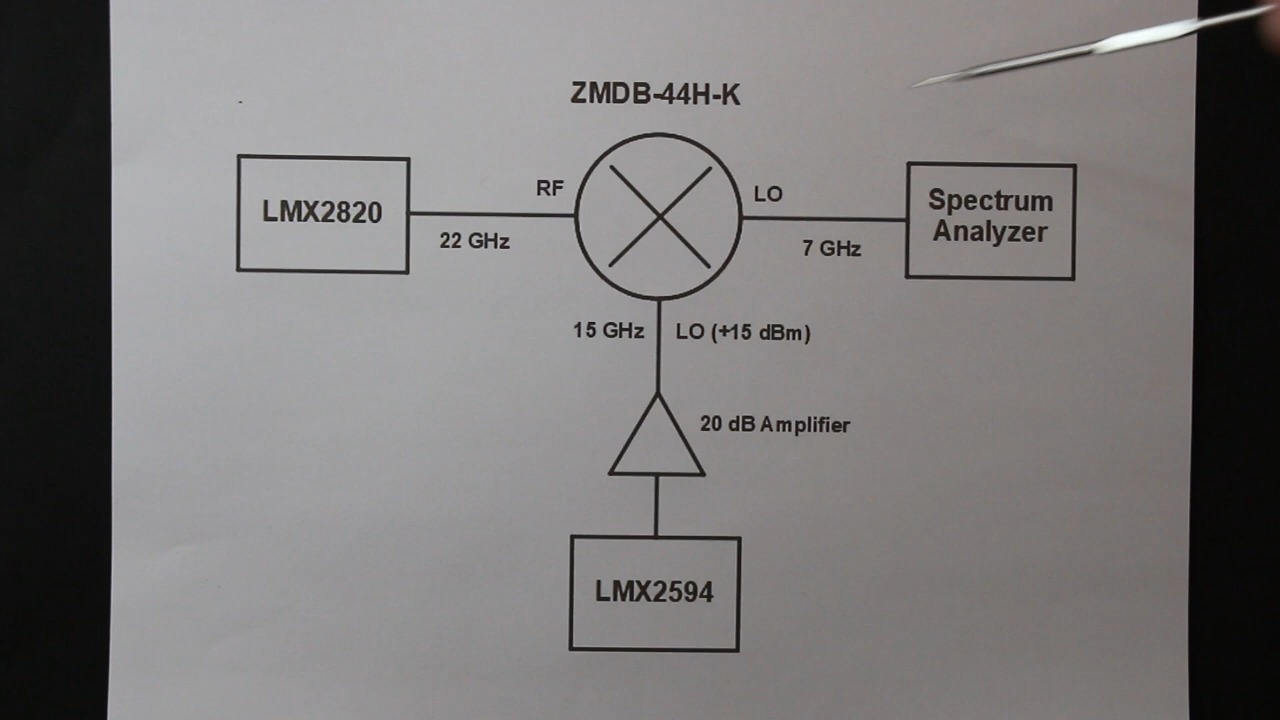 ZMDB-44H-K
LMX2820
RF
22 GHz
LO
7 GHz
Spectrum
Analyzer
15 GHz
LO (+15 dBm)
20 dB Amplifier
LMX2594